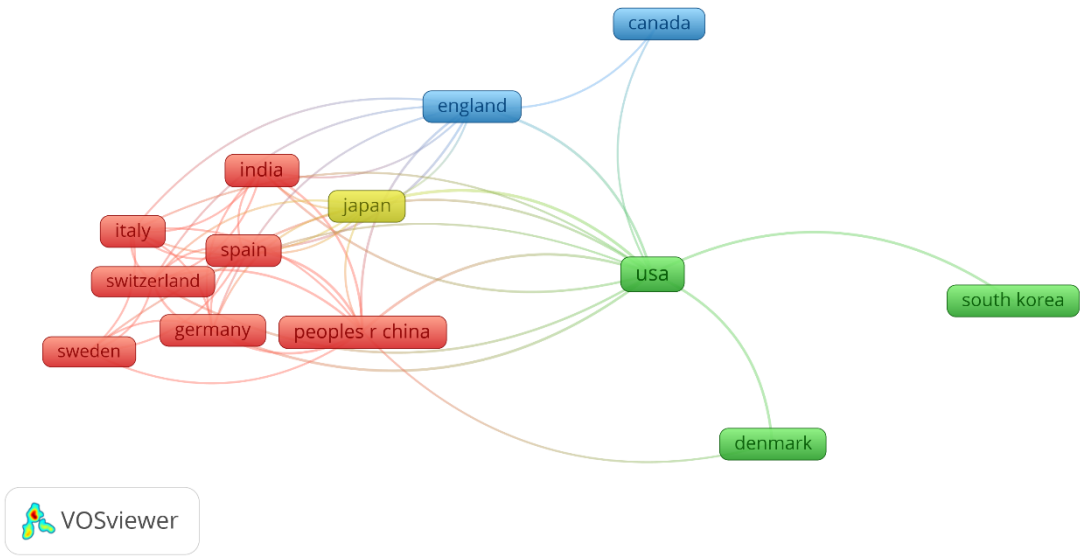 canada
england
india
japan
italy
spain
usa
switzerland
south korea
germany
peoples r china
sweden
denmark
VOSviewer